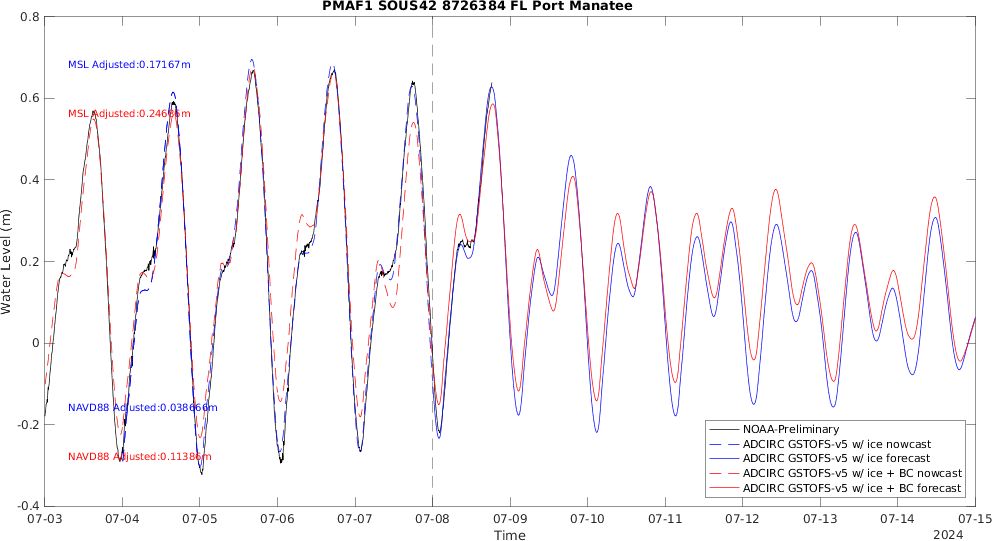 PMAF1 SOUS42 8726384 FL Port Manatee
Water Level (m)
0.8
0.6
0.4
0.2
0
-0.2
-0.4
MSL Adjusted:0.17167m
MSL Adjusted:0.24686m
NAVD88 Adjusted:0.038666m
NAVD88 Adjusted:0.11386m
NOAA-Preliminary
ADCIRC GSTOFS-v5 w/ ice nowcast
ADCIRC GSTOFS-v5 w/ ice forecast
ADCIRC GSTOFS-v5 w/ ice + BC nowcast
ADCIRC GSTOFS-v5 w/ ice + BC forecast
07-03 07-04 07-05 07-06 07-07 07-08 07-09 07-10 07-11 07-12 07-13 07-14 07-15
Time
2024